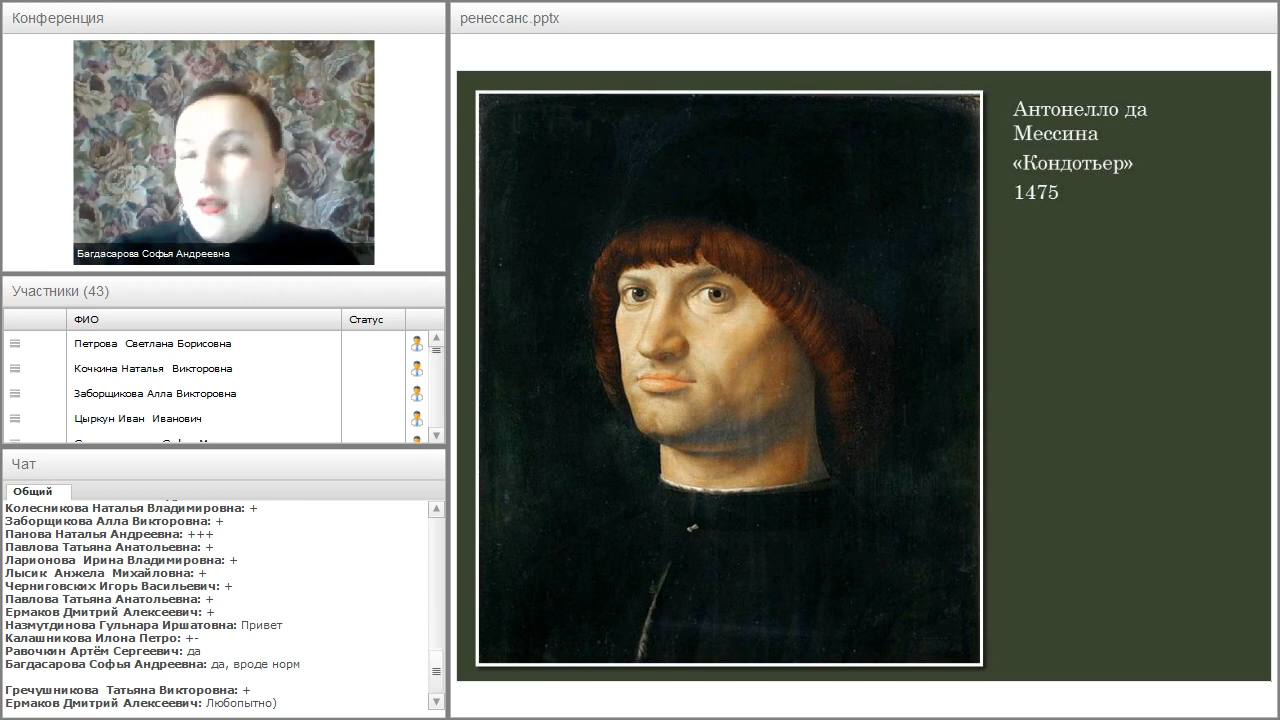 Конференция
Багдасарова Софья Андреевна
Участники (43)
ФИО Статус
Петрова Светлана Борисовна
Кочкина Наталья Викторовна
Заборщикова Алла Викторовна
Цыркун Иван Иванович
Чат
Общий
Колесникова Наталья Владимировна: +
Заборщикова Алла Викторовна: +
Панова Наталья Андреевна: +++
Павлова Татьяна Анатольевна: +
Ларионова Ирина Владимировна: +
Лысик Анжела Михайловна: +
Черниговских Игорь Васильевич: +
Павлова Татьяна Анатольевна: +
Ермаков Дмитрий Алексеевич: +
Назмутдинова Гульнара Иршатовна: Привет
Калашникова Илона Петро: +-
Равочкин Артём Сергеевич: да
Багдасарова Софья Андреевна: да, вроде норм
Гречушникова Татьяна Викторовна: +
Ермаков Дмитрий Алексеевич: Любопытно)
ренессанс.pptx
Антонелло да
Мессина
«Кондотьер»
1475